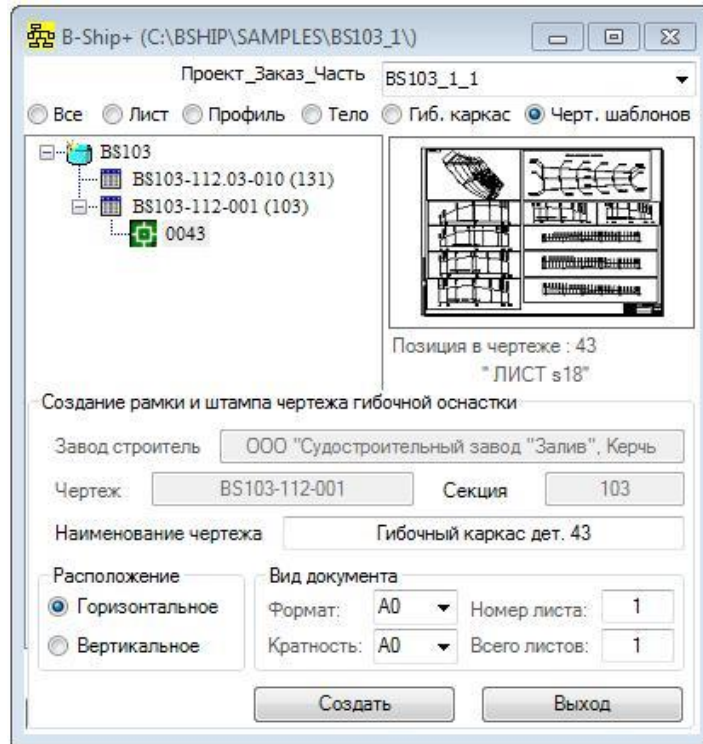 B-Ship+ (C:\BSHIP\SAMPLES\BS103_1\)
Проект_Заказ_Часть BS103_1_1
Все Лист Профиль Тело Гиб. каркас Черт. шаблонов
BS103
BS103-112.03-010 (131)
BS103-112-001 (103)
0043
Позиция в чертеже : 43
" ЛИСТ s18"
Создание рамки и штампа чертежа гибочной оснастки
Завод строитель ООО "Судостроительный завод "Залив", Керчь
Чертеж BS103-112-001 Секция 103
Наименование чертежа Гибочный каркас дет. 43
Расположение Вид документа
Горизонтальное Формат: A0 Номер листа: 1
Вертикальное Кратность: A0 Всего листов: 1
Создать Выход